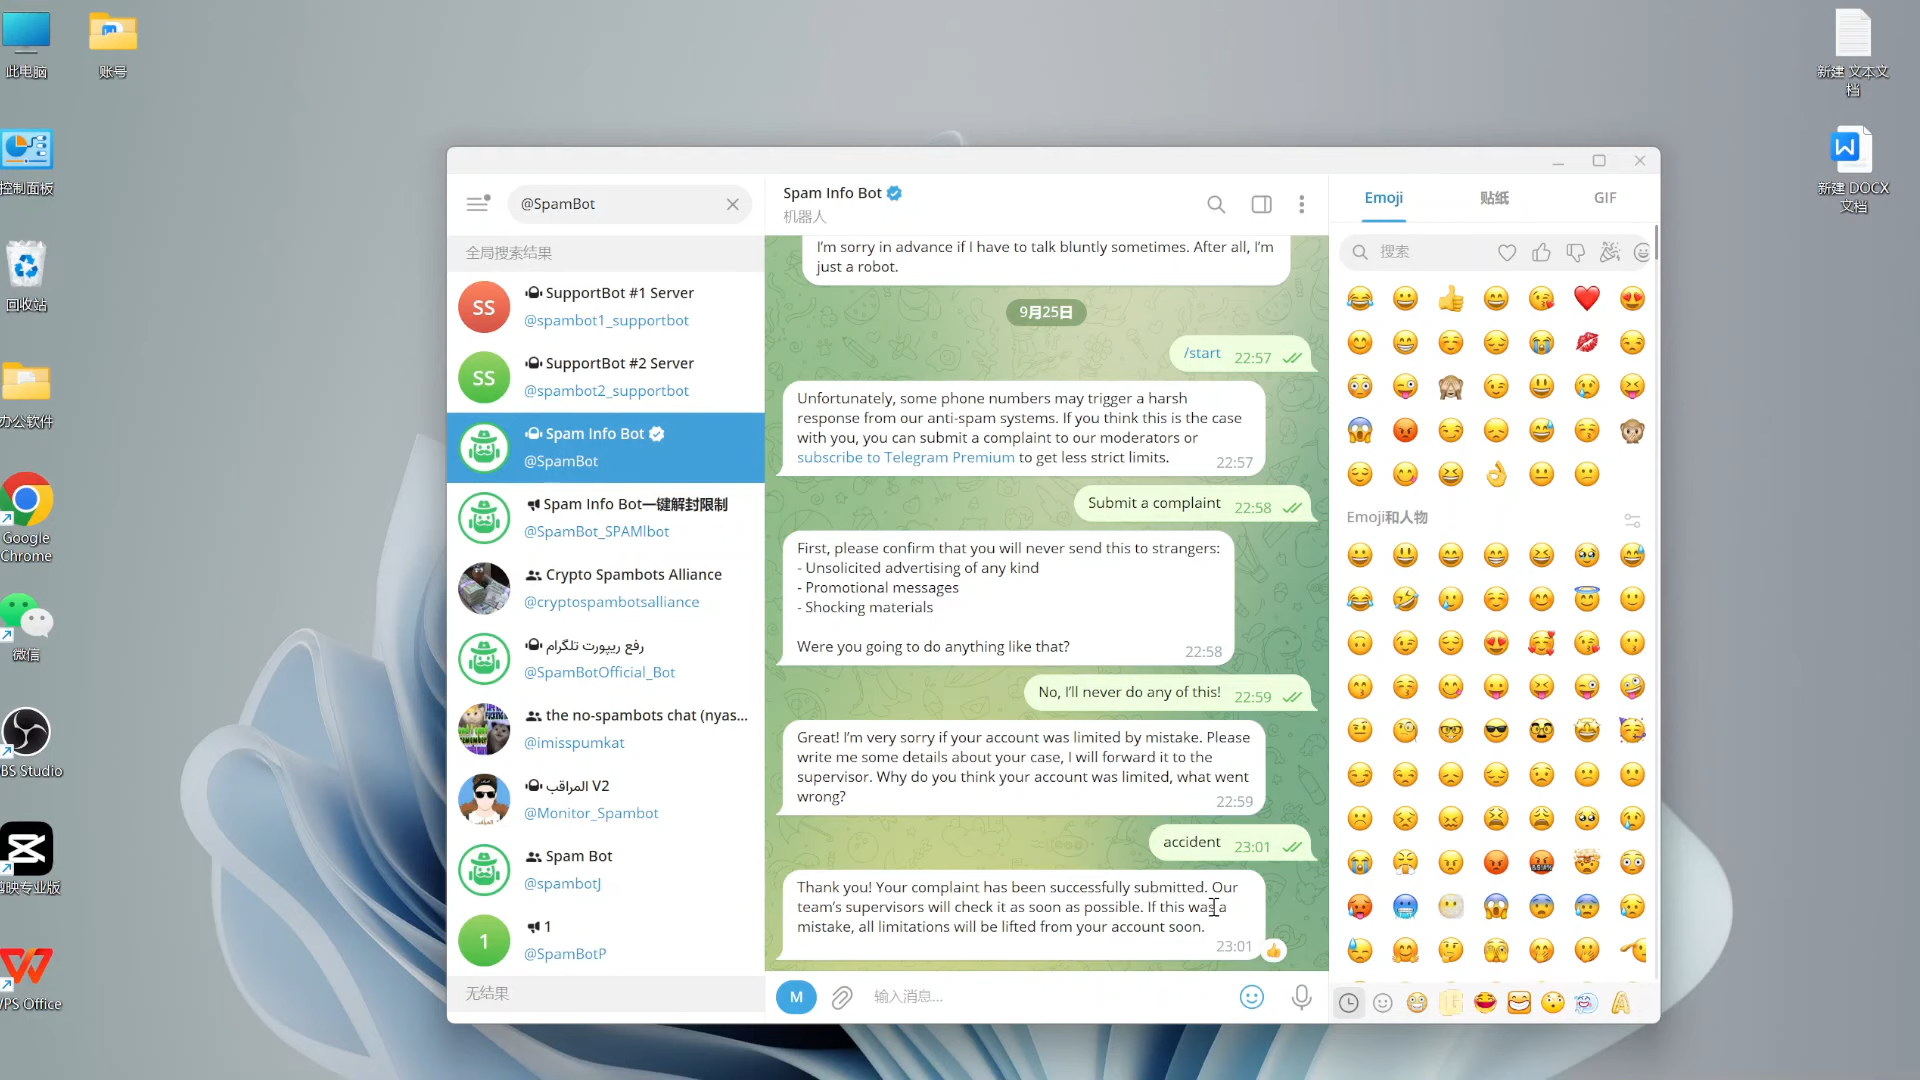 此电脑
账号
控制面板
回收站
办公软件
Google
Chrome
微信
BS Studio
剪映专业版
WPS Office
新建 文本文
档
新建 DOCX
文档
@SpamBot
全局搜索结果
SS
SupportBot #1 Server
@spambot1_supportbot
SS
SupportBot #2 Server
@spambot2_supportbot
Spam Info Bot
@SpamBot
Spam Info Bot一键解封限制
@SpamBot_SPAMlbot
Crypto Spambots Alliance
@cryptospambotsalliance
رفع ریپورت تلگرام
@SpamBotOfficial_Bot
the no-spambots chat (nyas...
@imisspumkat
المراقب V2
@Monitor_Spambot
Spam Bot
@spambotJ
1
1
@SpamBotP
无结果
Spam Info Bot
机器人
I'm sorry in advance if I have to talk bluntly sometimes. After all, I'm
just a robot.
9月25日
/start 22:57
Unfortunately, some phone numbers may trigger a harsh
response from our anti-spam systems. If you think this is the case
with you, you can submit a complaint to our moderators or
subscribe to Telegram Premium to get less strict limits. 22:57
Submit a complaint 22:58
First, please confirm that you will never send this to strangers:
- Unsolicited advertising of any kind
- Promotional messages
- Shocking materials
Were you going to do anything like that? 22:58
No, I'll never do any of this! 22:59
Great! I'm very sorry if your account was limited by mistake. Please
write me some details about your case, I will forward it to the
supervisor. Why do you think your account was limited, what went
wrong? 22:59
accident 23:01
Thank you! Your complaint has been successfully submitted. Our
team's supervisors will check it as soon as possible. If this was a
mistake, all limitations will be lifted from your account soon.
23:01
M
输入消息...
Emoji
贴纸
GIF
搜索
Emoji和人物